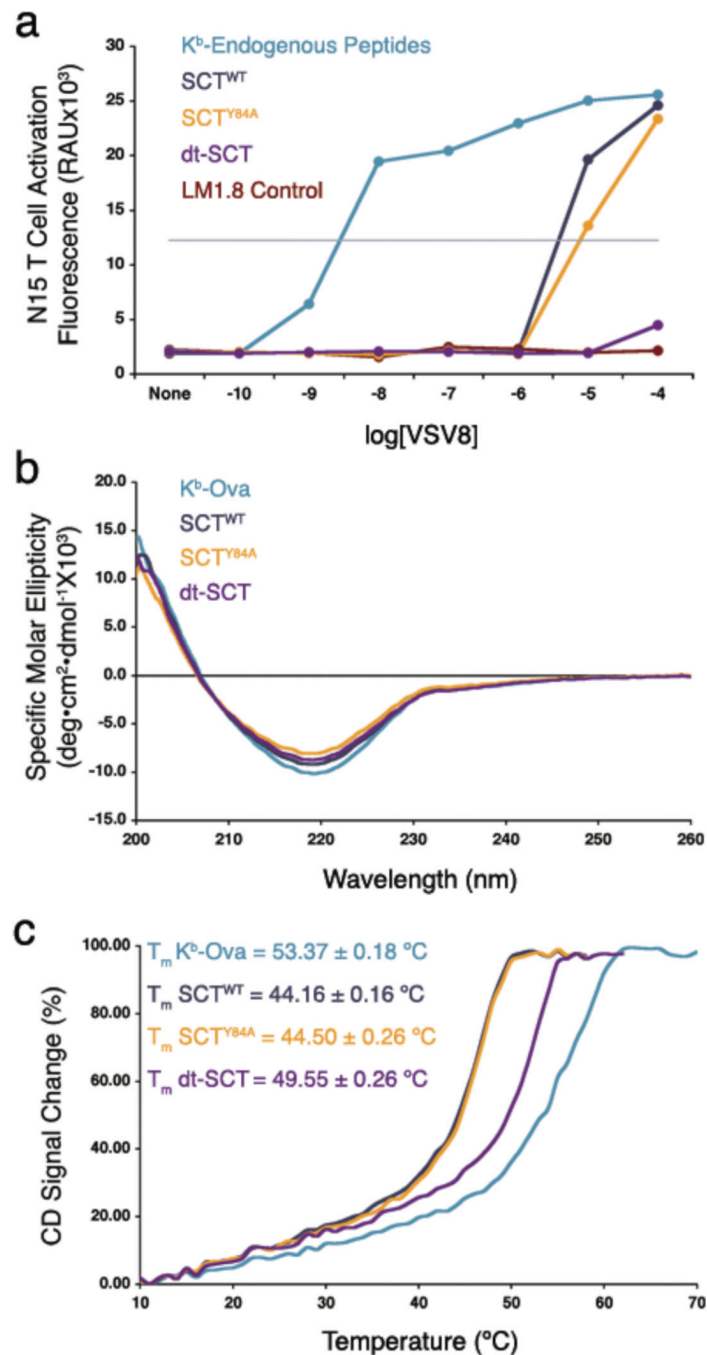 a
30
25
20
15
10
5
0
N15 T Cell Activation
Fluorescence (RAUx10³)
Kᵇ-Endogenous Peptides
SCTᵂᵀ
SCTʸ⁸⁴ᴬ
dt-SCT
LM1.8 Control
None -10 -9 -8 -7 -6 -5 -4
log[VSV8]
b
20.0
15.0
10.0
5.0
0.0
-5.0
-10.0
-15.0
Specific Molar Ellipticity
(deg•cm²•dmol⁻¹X10³)
Kᵇ-Ova
SCTᵂᵀ
SCTʸ⁸⁴ᴬ
dt-SCT
200 210 220 230 240 250 260
Wavelength (nm)
c
100.00
80.00
60.00
40.00
20.00
0.00
CD Signal Change (%)
Tₘ Kᵇ-Ova = 53.37 ± 0.18 ºC
Tₘ SCTᵂᵀ = 44.16 ± 0.16 ºC
Tₘ SCTʸ⁸⁴ᴬ = 44.50 ± 0.26 ºC
Tₘ dt-SCT = 49.55 ± 0.26 ºC
10 20 30 40 50 60 70
Temperature (ºC)